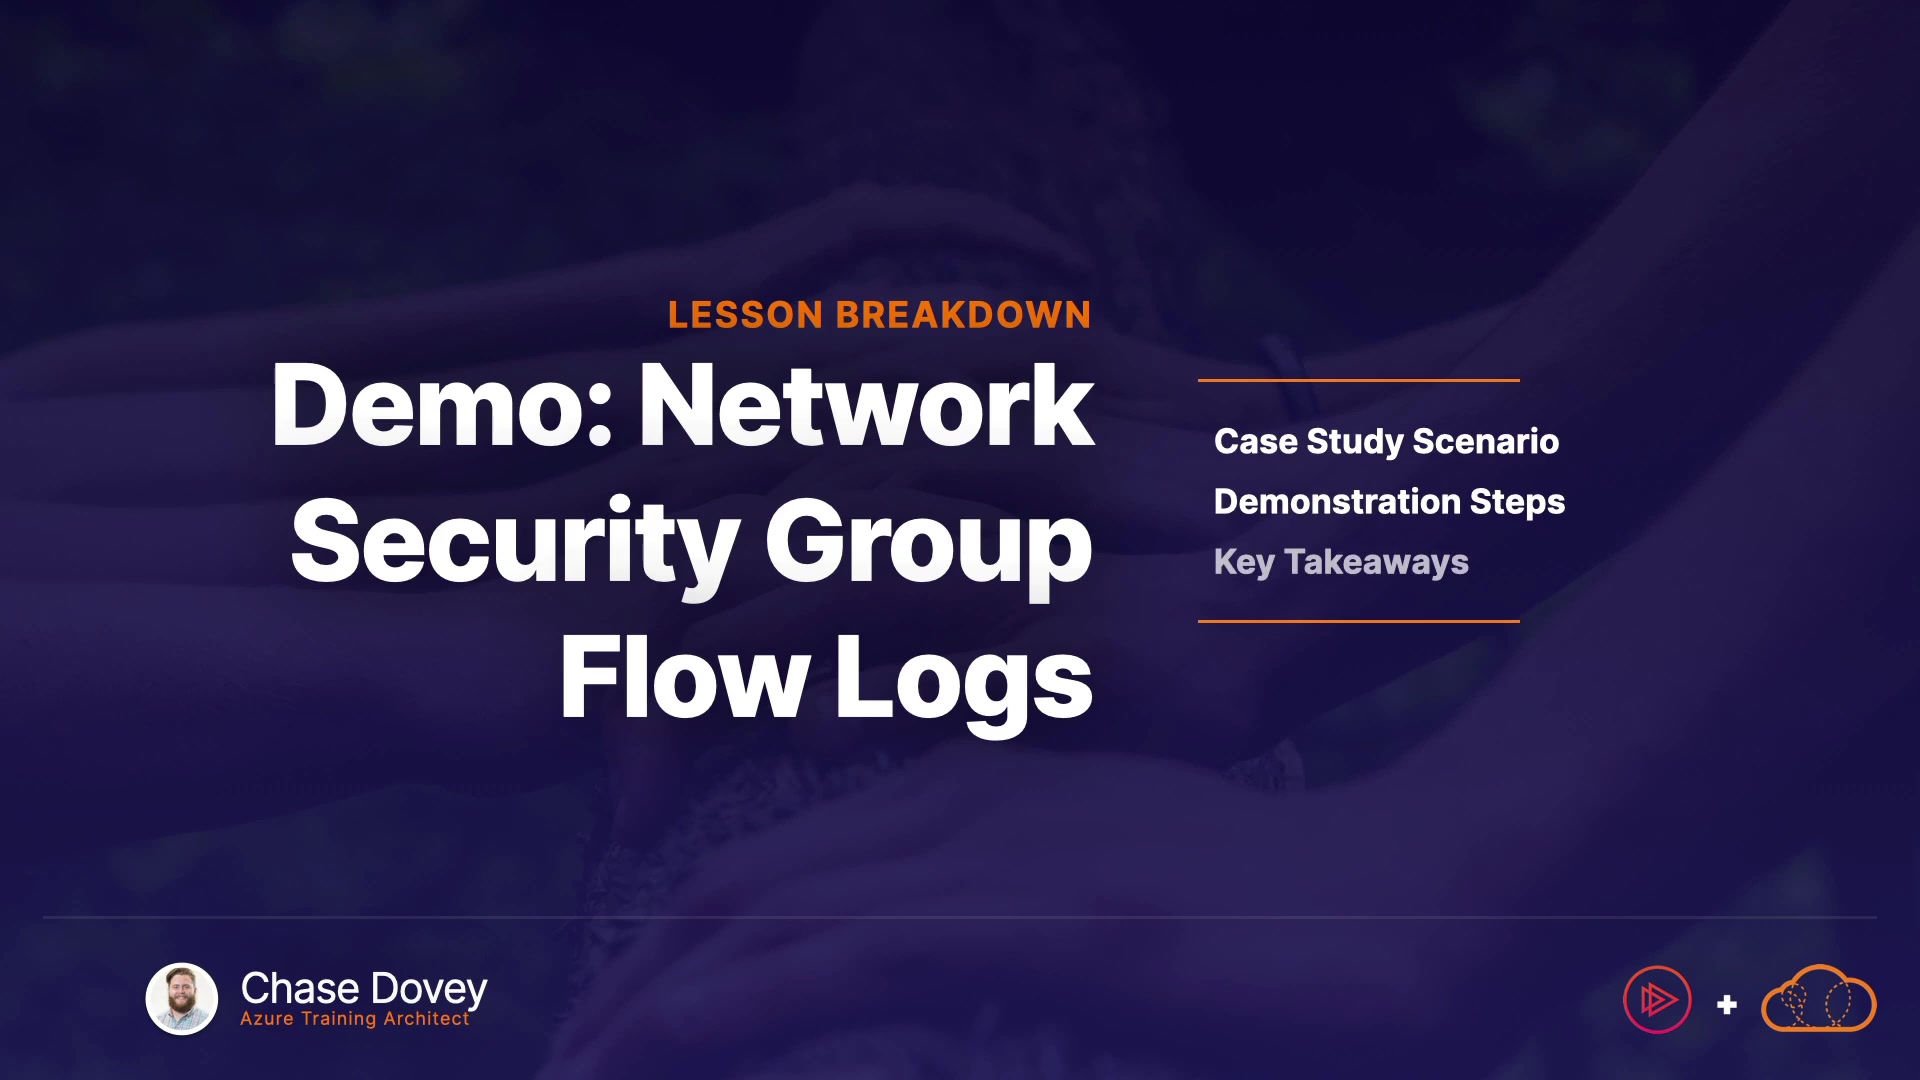 LESSON BREAKDOWN
Demo: Network
Security Group
Flow Logs
Case Study Scenario
Demonstration Steps
Key Takeaways
Chase Dovey
Azure Training Architect